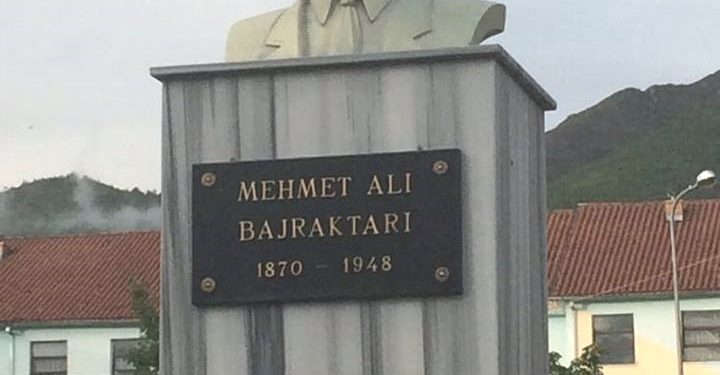 MEHMET ALI
BAJRAKTARI
1870 – 1948